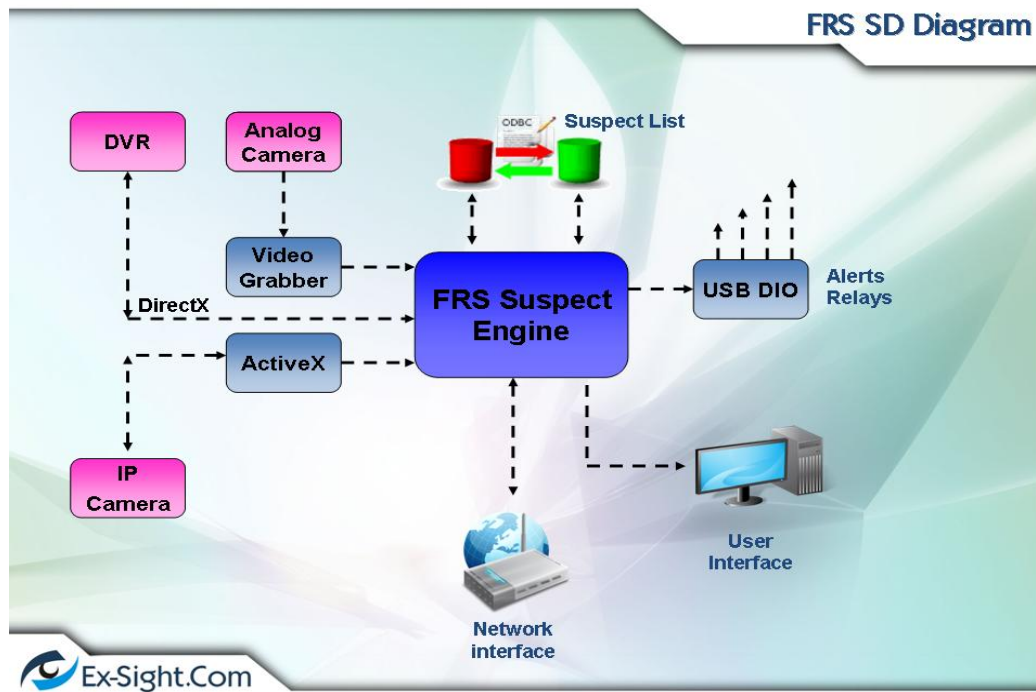 FRS SD Diagram
DVR
Analog
Camera
ODBC
Suspect List
Video
Grabber
DirectX
ActiveX
FRS Suspect
Engine
USB DIO
Alerts
Relays
IP
Camera
User
Interface
Network
interface
Ex-Sight.Com